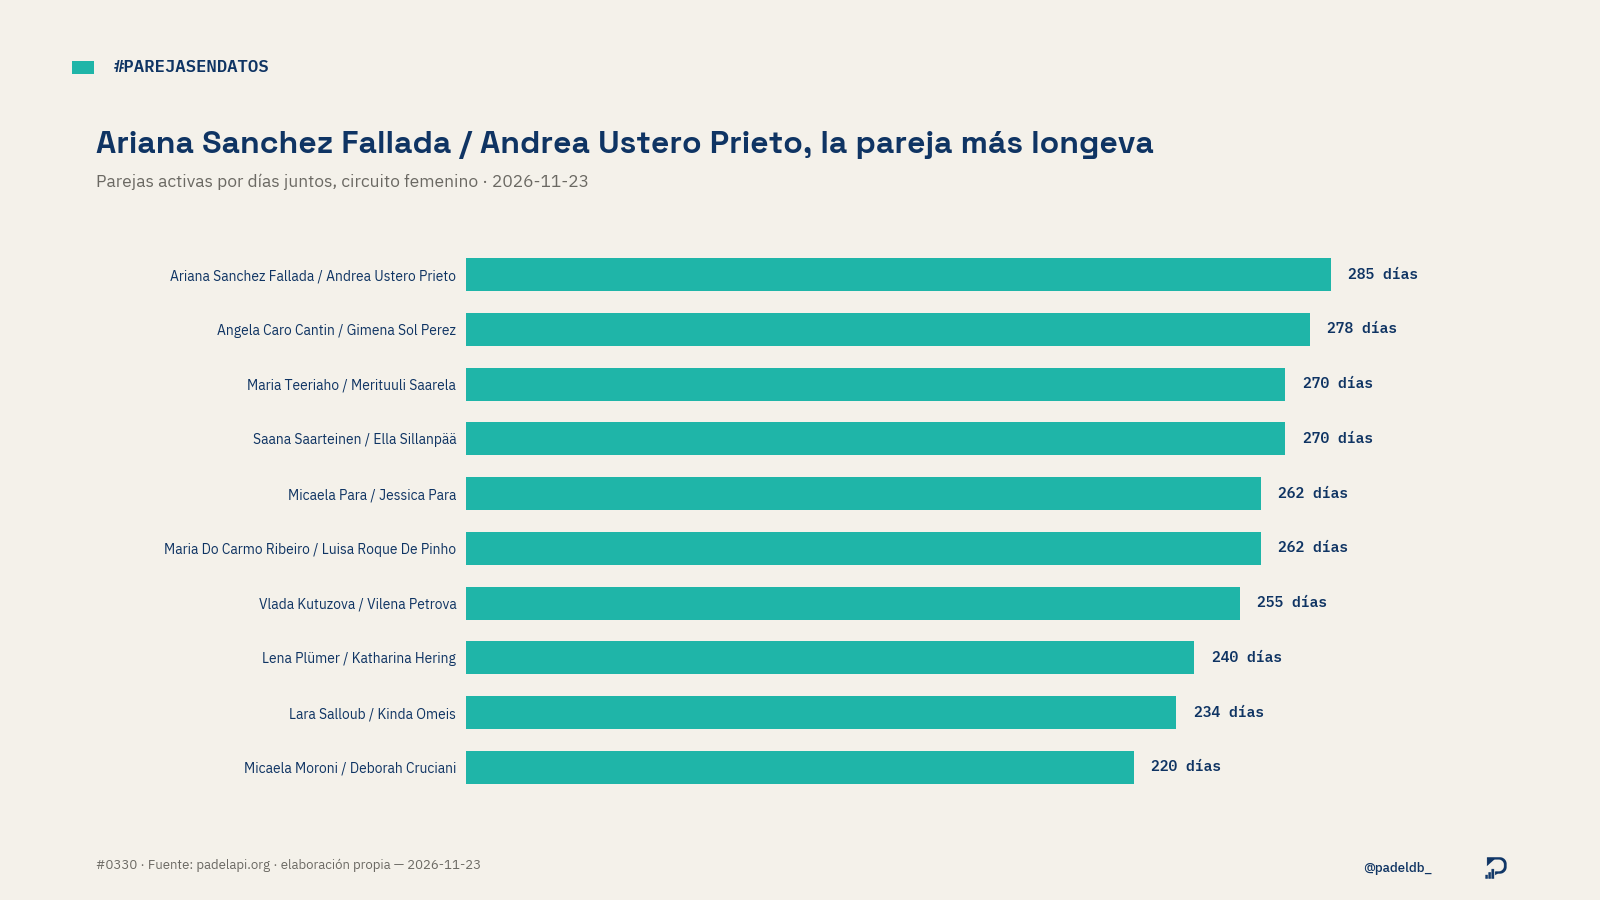 #PAREJASENDATOS
Ariana Sanchez Fallada / Andrea Ustero Prieto, la pareja más longeva
Parejas activas por días juntos, circuito femenino · 2026-11-23
Ariana Sanchez Fallada / Andrea Ustero Prieto 285 días
Angela Caro Cantin / Gimena Sol Perez 278 días
Maria Teeriaho / Merituuli Saarela 270 días
Saana Saarteinen / Ella Sillanpää 270 días
Micaela Para / Jessica Para 262 días
Maria Do Carmo Ribeiro / Luisa Roque De Pinho 262 días
Vlada Kutuzova / Vilena Petrova 255 días
Lena Plümer / Katharina Hering 240 días
Lara Salloub / Kinda Omeis 234 días
Micaela Moroni / Deborah Cruciani 220 días
#0330 · Fuente: padelapi.org · elaboración propia — 2026-11-23
@padeldb_